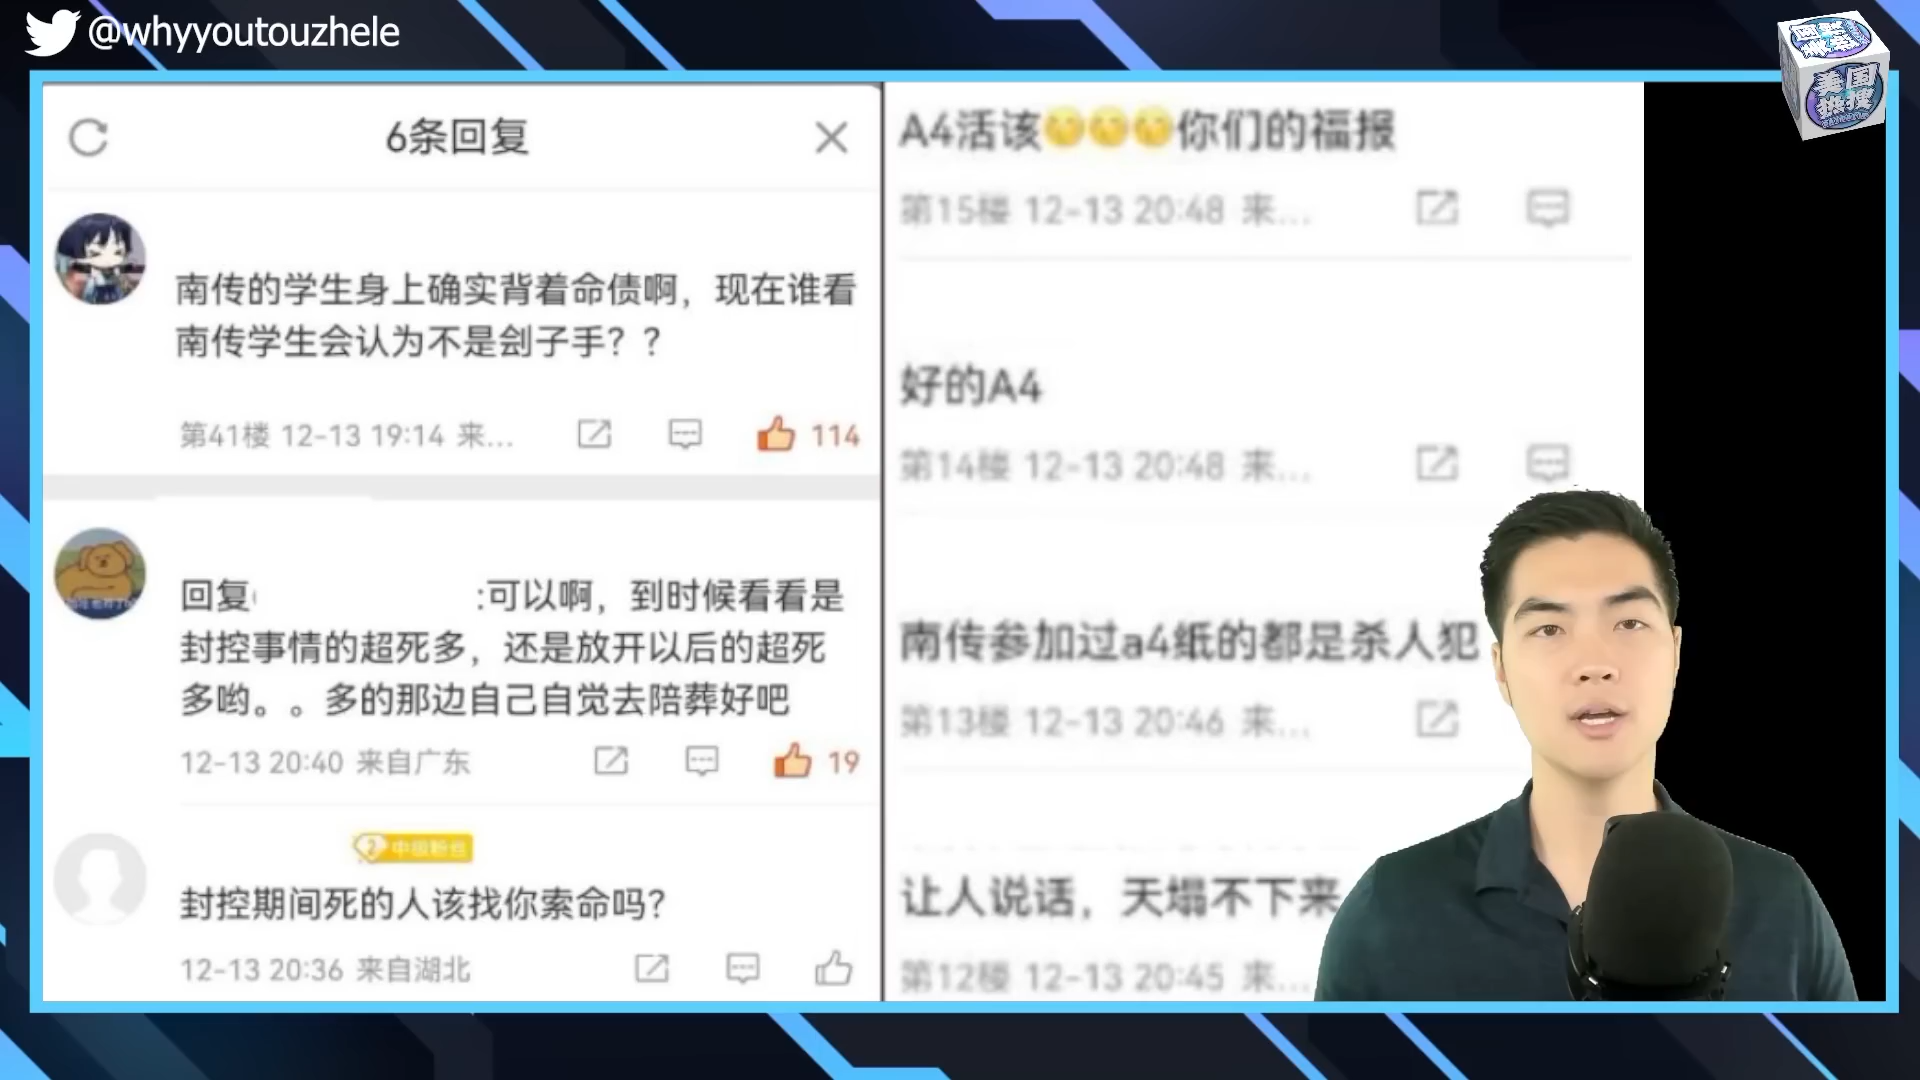 @whyyoutouzhele
美国
热搜
6条回复
南传的学生身上确实背着命债啊，现在谁看
南传学生会认为不是刽子手？？
第41楼 12-13 19:14 来...
114
回复 :可以啊，到时候看看是
封控事情的超死多，还是放开以后的超死
多哟。。多的那边自己自觉去陪葬好吧
12-13 20:40 来自广东
19
中级粉丝
封控期间死的人该找你索命吗?
12-13 20:36 来自湖北
A4活该你们的福报
第15楼 12-13 20:48 来...
好的A4
第14楼 12-13 20:48 来...
南传参加过a4纸的都是杀人犯
第13楼 12-13 20:46 来...
让人说话，天塌不下来
第12楼 12-13 20:45 来...